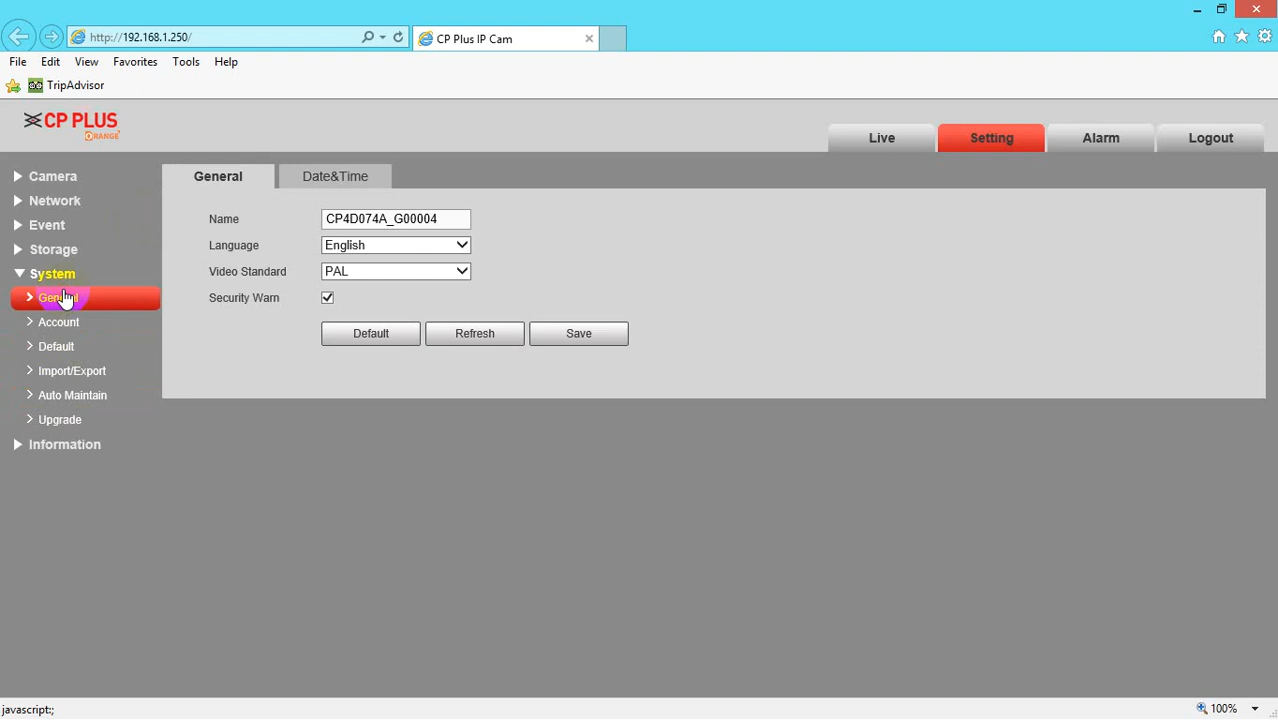 http://192.168.1.250/
CP Plus IP Cam
File Edit View Favorites Tools Help
TripAdvisor
CP PLUS
ORANGE
Live Setting Alarm Logout
Camera
Network
Event
Storage
System
General
Account
Default
Import/Export
Auto Maintain
Upgrade
Information
General Date&Time
Name CP4D074A_G00004
Language English
Video Standard PAL
Security Warn
Default Refresh Save
javascript:;
100%